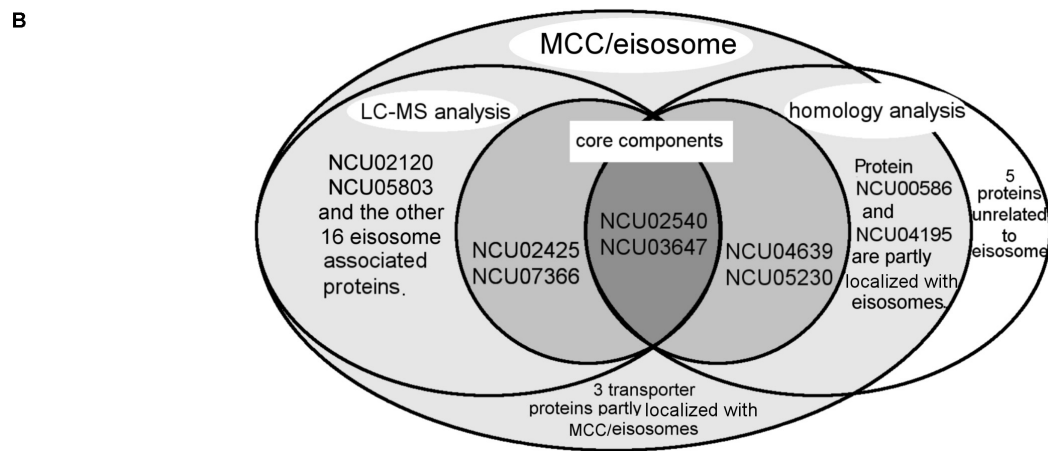 B
MCC/eisosome
LC-MS analysis
homology analysis
core components
NCU02120
NCU05803
and the other
16 eisosome
associated
proteins.
NCU02425
NCU07366
NCU02540
NCU03647
NCU04639
NCU05230
Protein
NCU00586
and
NCU04195
are partly
localized with
eisosomes.
5
proteins
unrelated
to
eisosome
3 transporter
proteins partly localized with
MCC/eisosomes